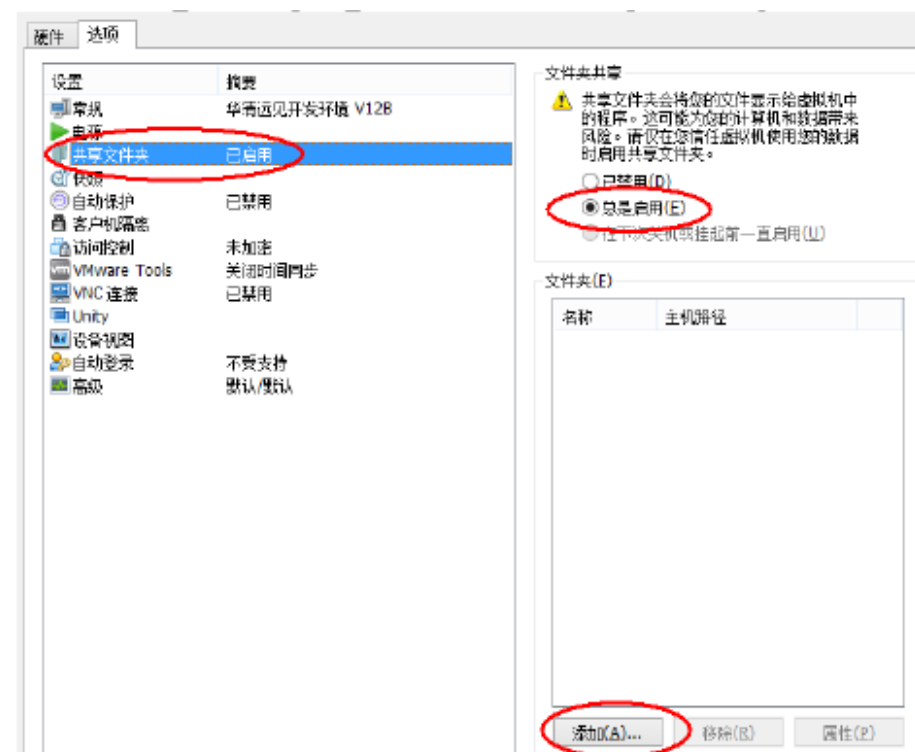 硬件 选项
设置 摘要
常规 华清远见开发环境 V12B
电源
共享文件夹 已启用
快照
自动保护 已禁用
客户机隔离
访问控制 未加密
VMware Tools 关闭时间同步
VNC 连接 已禁用
Unity
设备视图
自动登录 不受支持
高级 默认/默认
文件夹共享
共享文件夹会将您的文件显示给虚拟机中
的程序。这可能为您的计算机和数据带来
风险。请仅在您信任虚拟机使用您的数据
时启用共享文件夹。
已禁用(D)
总是启用(E)
在下次关机或挂起前一直启用(U)
文件夹(F)
名称 主机路径
添加(A)... 移除(R) 属性(P)